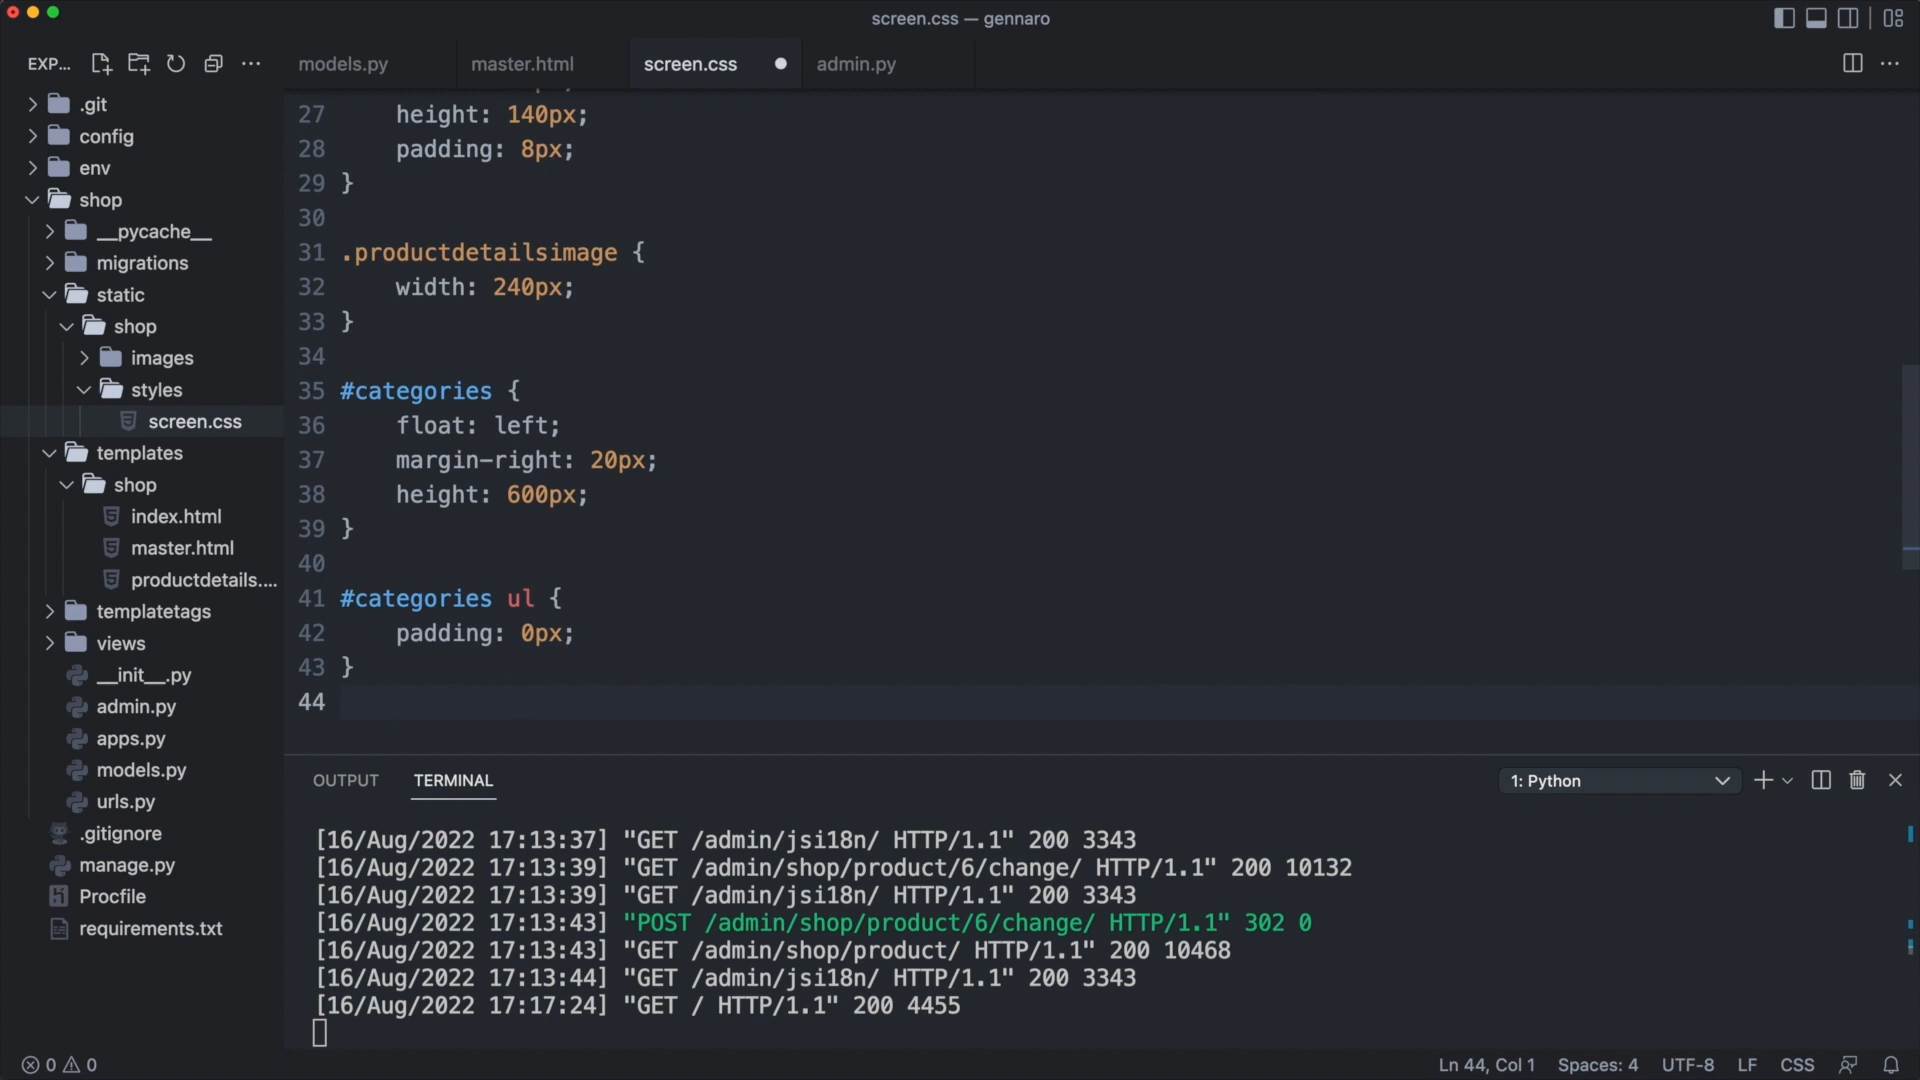 screen.css — gennaro
EXP...
models.py
master.html
screen.css
admin.py
.git
config
env
shop
__pycache__
migrations
static
shop
images
styles
screen.css
templates
shop
index.html
master.html
productdetails....
templatetags
views
__init__.py
admin.py
apps.py
models.py
urls.py
.gitignore
manage.py
Procfile
requirements.txt
27 height: 140px;
28 padding: 8px;
29 }
30
31 .productdetailsimage {
32 width: 240px;
33 }
34
35 #categories {
36 float: left;
37 margin-right: 20px;
38 height: 600px;
39 }
40
41 #categories ul {
42 padding: 0px;
43 }
44
OUTPUT
TERMINAL
1: Python
[16/Aug/2022 17:13:37] "GET /admin/jsi18n/ HTTP/1.1" 200 3343
[16/Aug/2022 17:13:39] "GET /admin/shop/product/6/change/ HTTP/1.1" 200 10132
[16/Aug/2022 17:13:39] "GET /admin/jsi18n/ HTTP/1.1" 200 3343
[16/Aug/2022 17:13:43] "POST /admin/shop/product/6/change/ HTTP/1.1" 302 0
[16/Aug/2022 17:13:43] "GET /admin/shop/product/ HTTP/1.1" 200 10468
[16/Aug/2022 17:13:44] "GET /admin/jsi18n/ HTTP/1.1" 200 3343
[16/Aug/2022 17:17:24] "GET / HTTP/1.1" 200 4455
0 0
Ln 44, Col 1
Spaces: 4
UTF-8
LF
CSS